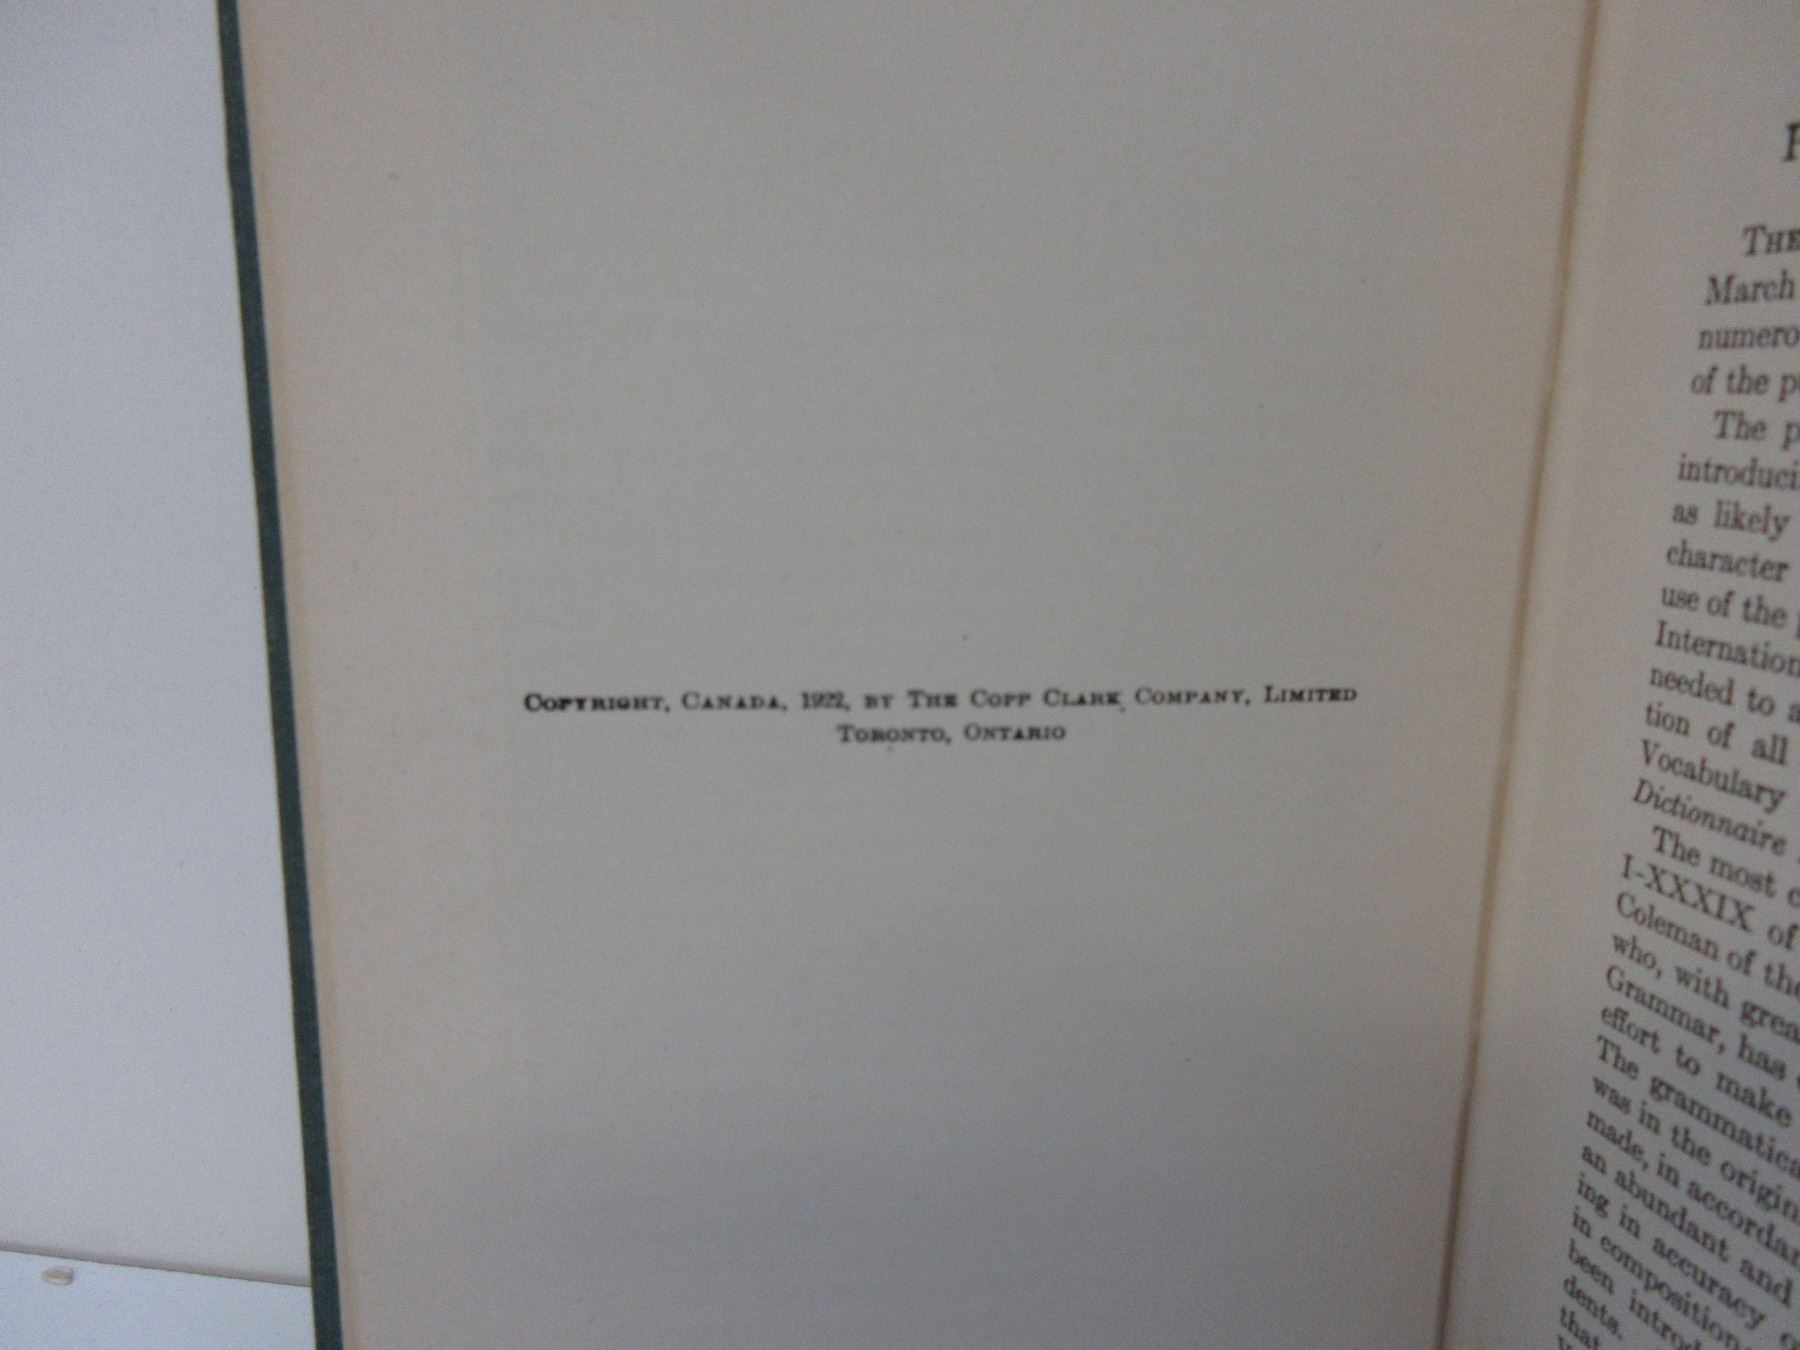 COPYRIGHT, CANADA, 1922, BY THE COPP CLARK COMPANY, LIMITED
TORONTO, ONTARIO
THE
March
numero
of the p
The p
introduci
as likely
character
use of the
Internation
needed to a
tion of all
Vocabulary
Dictionnaire
The most c
I-XXXIX of
Coleman of the
who, with grea
Grammar, has
effort to make
The grammatica
was in the origin
made, in accordan
an abundant and
ing in accuracy o
in composition
been introd
dents.
that